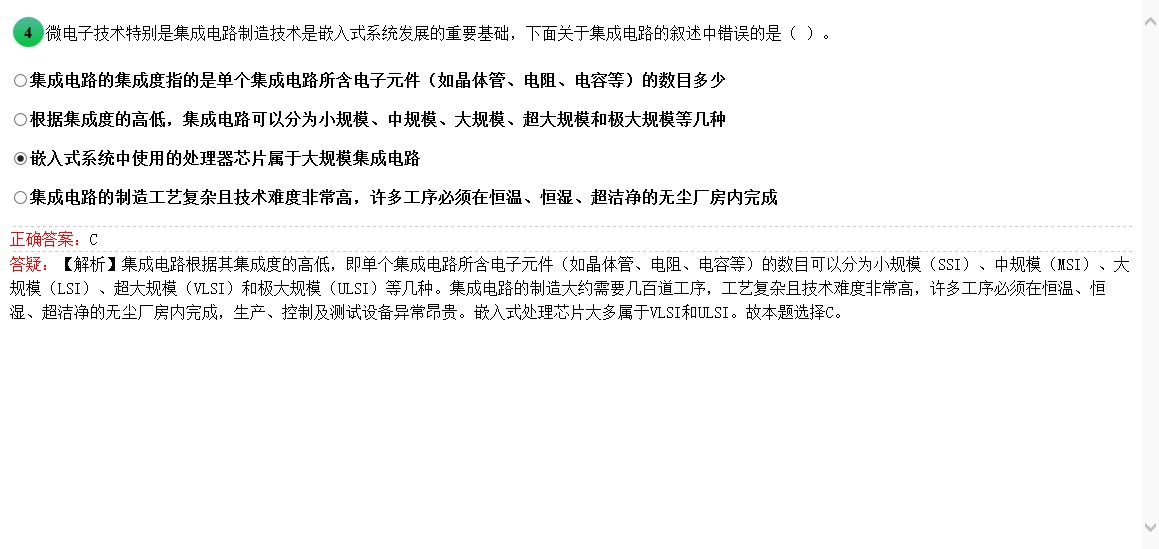 4 微电子技术特别是集成电路制造技术是嵌入式系统发展的重要基础，下面关于集成电路的叙述中错误的是（ ）。
集成电路的集成度指的是单个集成电路所含电子元件（如晶体管、电阻、电容等）的数目多少
根据集成度的高低，集成电路可以分为小规模、中规模、大规模、超大规模和极大规模等几种
嵌入式系统中使用的处理器芯片属于大规模集成电路
集成电路的制造工艺复杂且技术难度非常高，许多工序必须在恒温、恒湿、超洁净的无尘厂房内完成
正确答案：C
答疑：【解析】集成电路根据其集成度的高低，即单个集成电路所含电子元件（如晶体管、电阻、电容等）的数目可以分为小规模（SSI）、中规模（MSI）、大
规模（LSI）、超大规模（VLSI）和极大规模（ULSI）等几种。集成电路的制造大约需要几百道工序，工艺复杂且技术难度非常高，许多工序必须在恒温、恒
湿、超洁净的无尘厂房内完成，生产、控制及测试设备异常昂贵。嵌入式处理芯片大多属于VLSI和ULSI。故本题选择C。